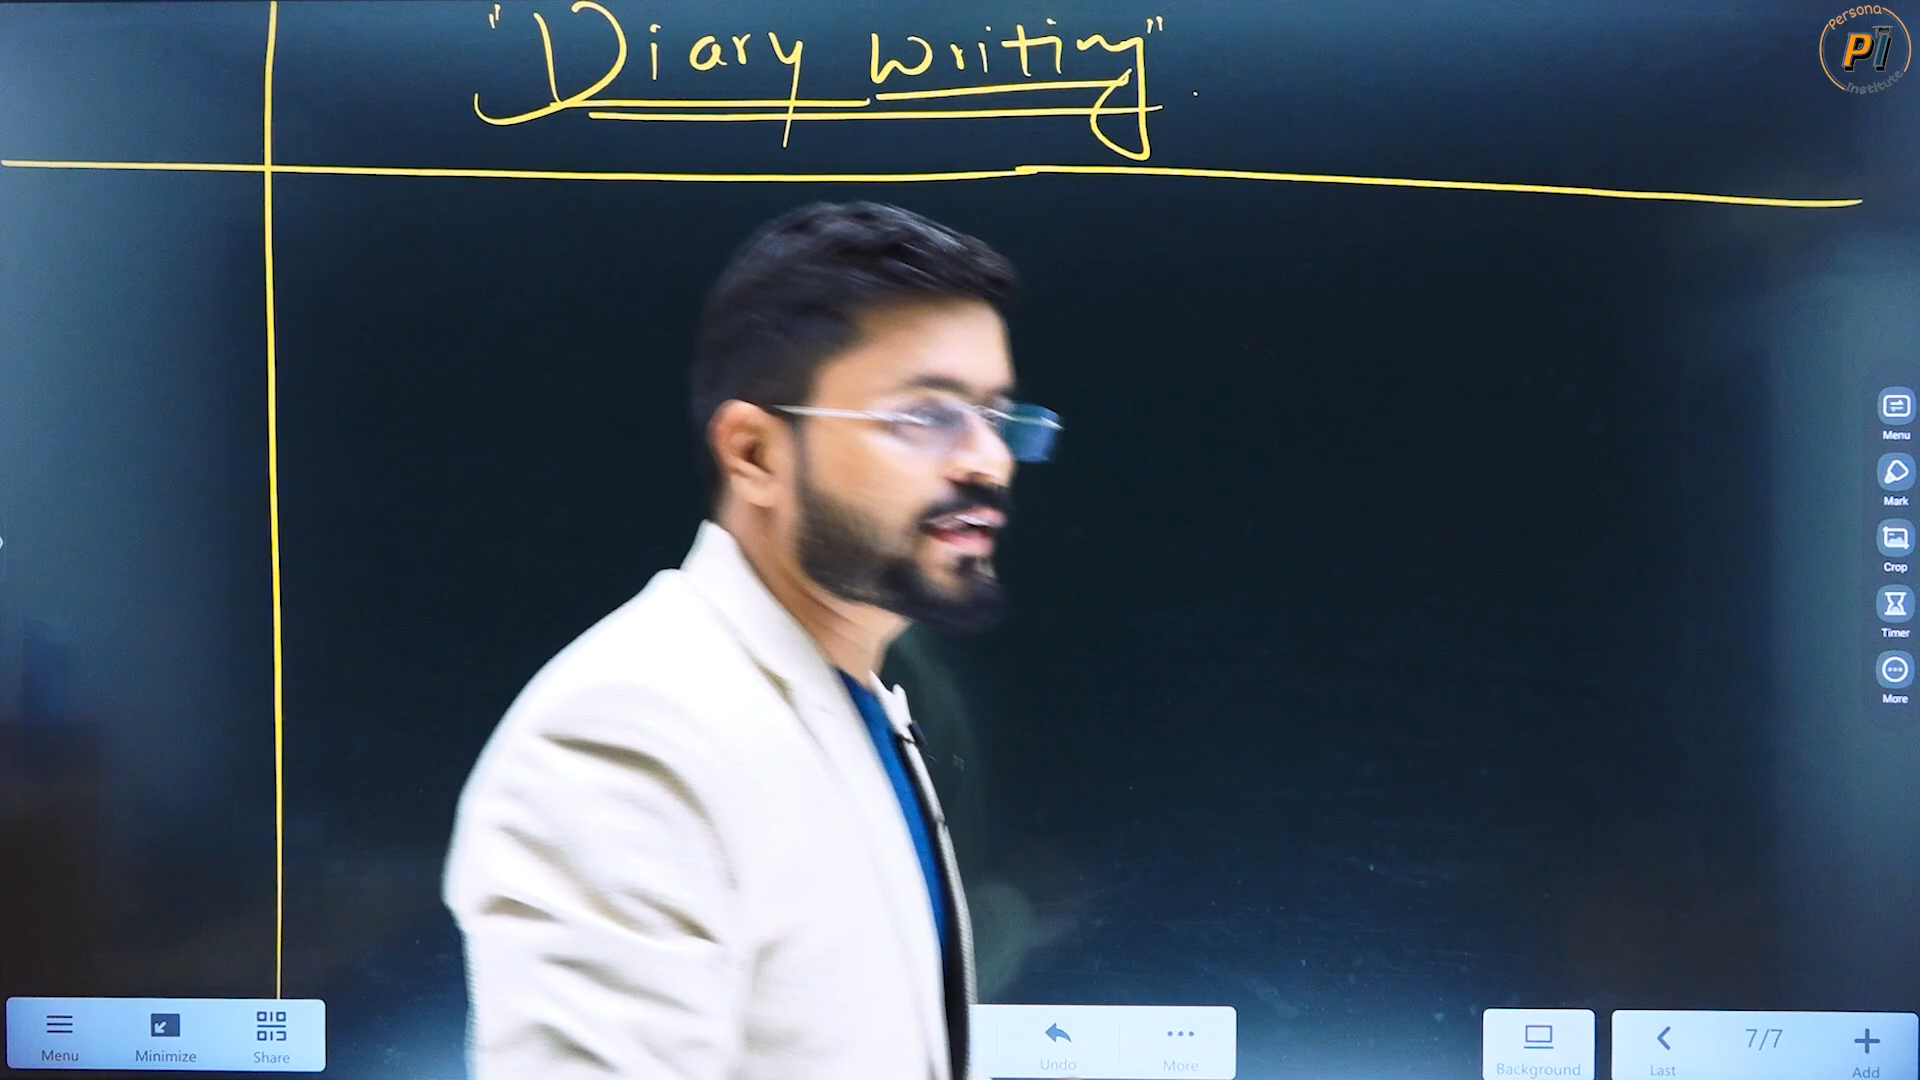 "Diary Writing"
Persona
PI
Institute
Menu
Mark
Crop
Timer
More
Menu
Minimize
Share
Undo
More
Background
Last
7/7
Add